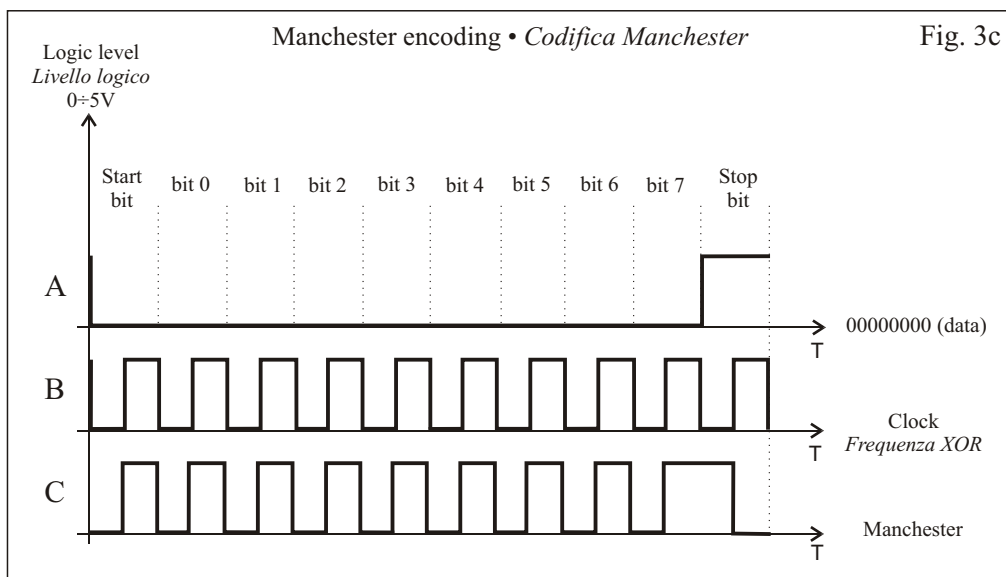 Manchester encoding • Codifica Manchester
Fig. 3c
Logic level
Livello logico
0÷5V
Start
bit
bit 0
bit 1
bit 2
bit 3
bit 4
bit 5
bit 6
bit 7
Stop
bit
A
T
00000000 (data)
B
T
Clock
Frequenza XOR
C
T
Manchester